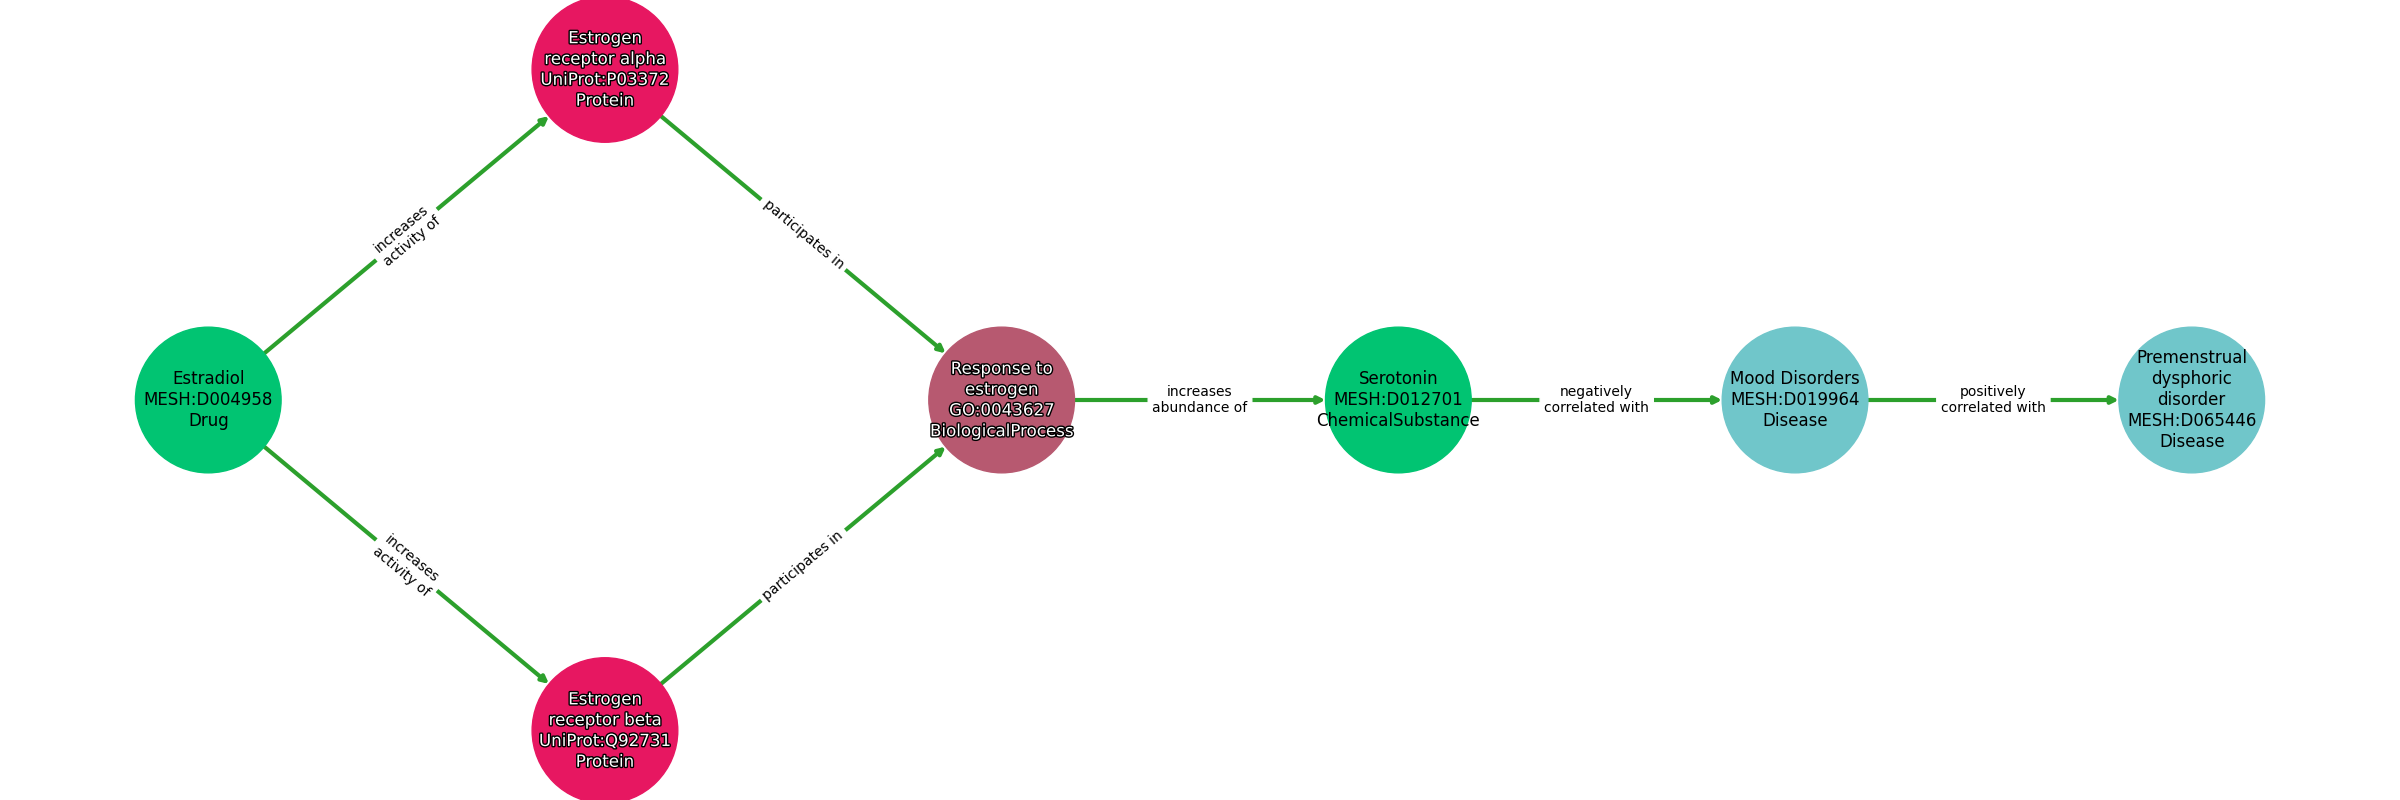 Estrogen
receptor alpha
UniProt:P03372
Protein
increases
activity of
participates in
Estradiol
MESH:D004958
Drug
Response to
estrogen
GO:0043627
BiologicalProcess
increases
abundance of
Serotonin
MESH:D012701
ChemicalSubstance
negatively
correlated with
Mood Disorders
MESH:D019964
Disease
positively
correlated with
Premenstrual
dysphoric
disorder
MESH:D065446
Disease
increases
activity of
participates in
Estrogen
receptor beta
UniProt:Q92731
Protein